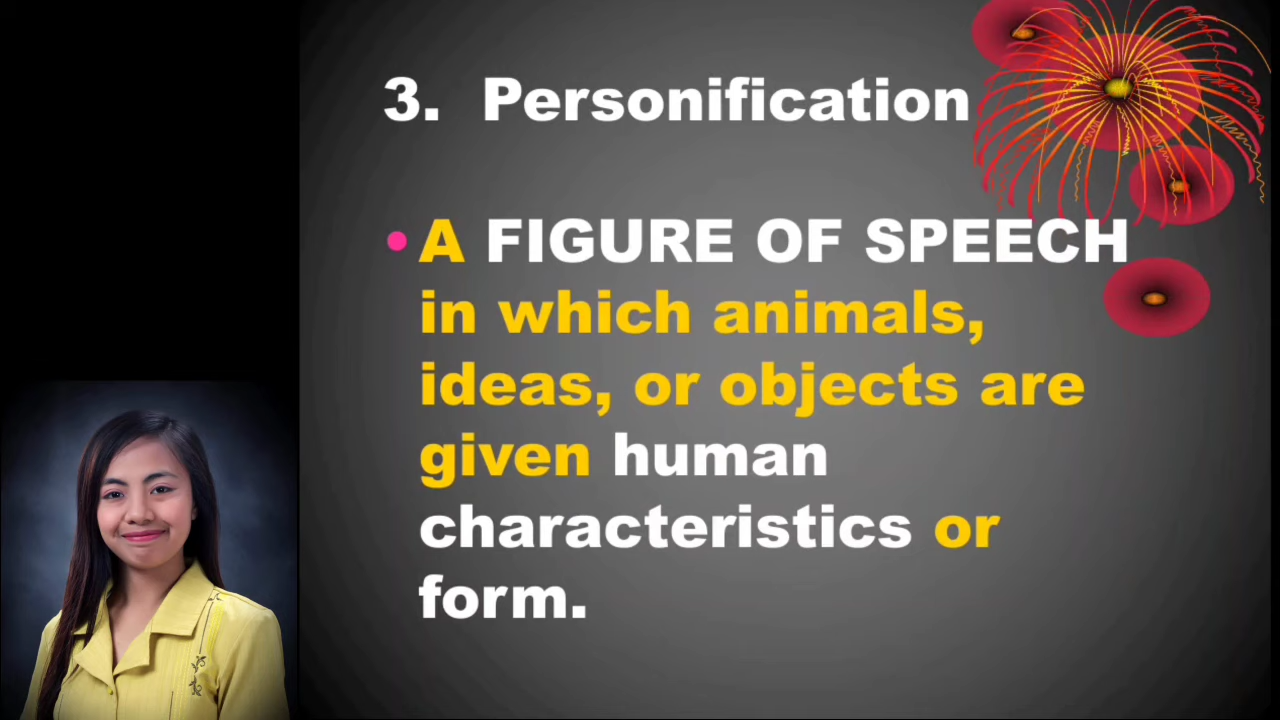 3. Personification
• A FIGURE OF SPEECH
in which animals,
ideas, or objects are
given human
characteristics or
form.